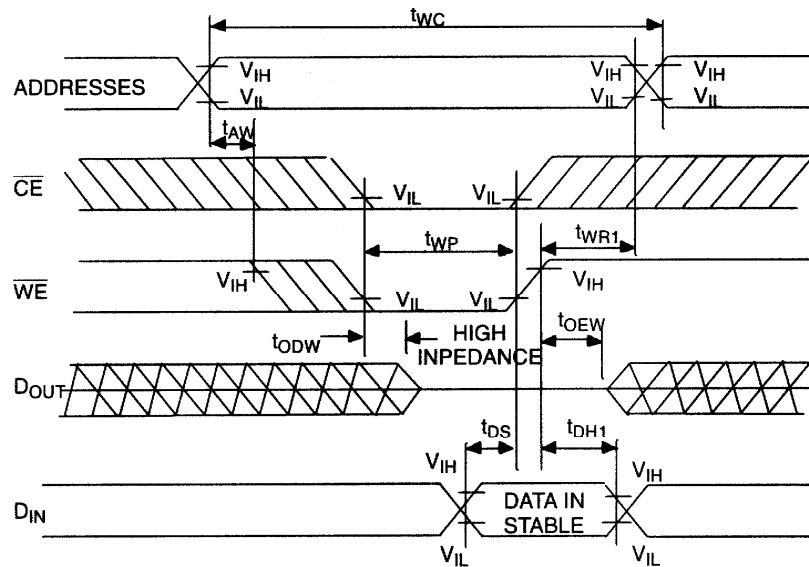 tWC
ADDRESSES
VIH
VIL
VIH
VIL
VIH
VIL
tAW
CE
VIL
VIL
tWP
tWR1
WE
VIH
VIL
VIL
VIH
tODW
HIGH
INPEDANCE
tOEW
DOUT
tDS
tDH1
VIH
VIH
DIN
DATA IN
STABLE
VIL
VIL